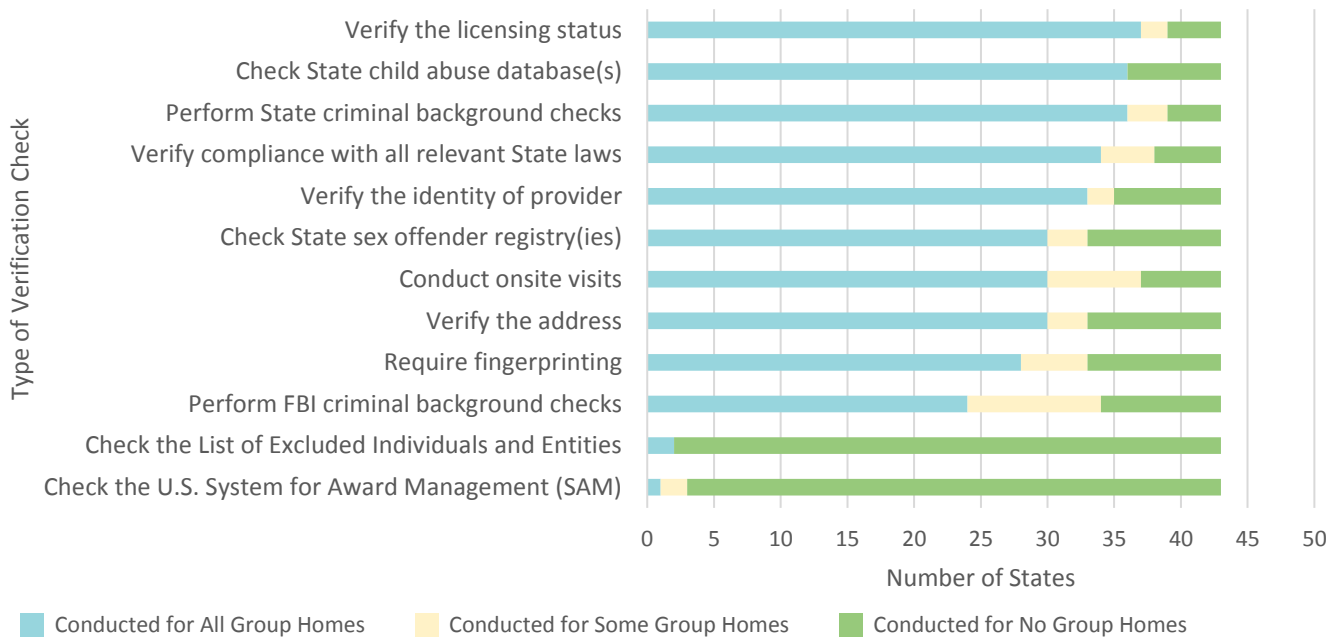 Type of Verification Check
Verify the licensing status
Check State child abuse database(s)
Perform State criminal background checks
Verify compliance with all relevant State laws
Verify the identity of provider
Check State sex offender registry(ies)
Conduct onsite visits
Verify the address
Require fingerprinting
Perform FBI criminal background checks
Check the List of Excluded Individuals and Entities
Check the U.S. System for Award Management (SAM)
0 5 10 15 20 25 30 35 40 45 50
Number of States
Conducted for All Group Homes Conducted for Some Group Homes Conducted for No Group Homes